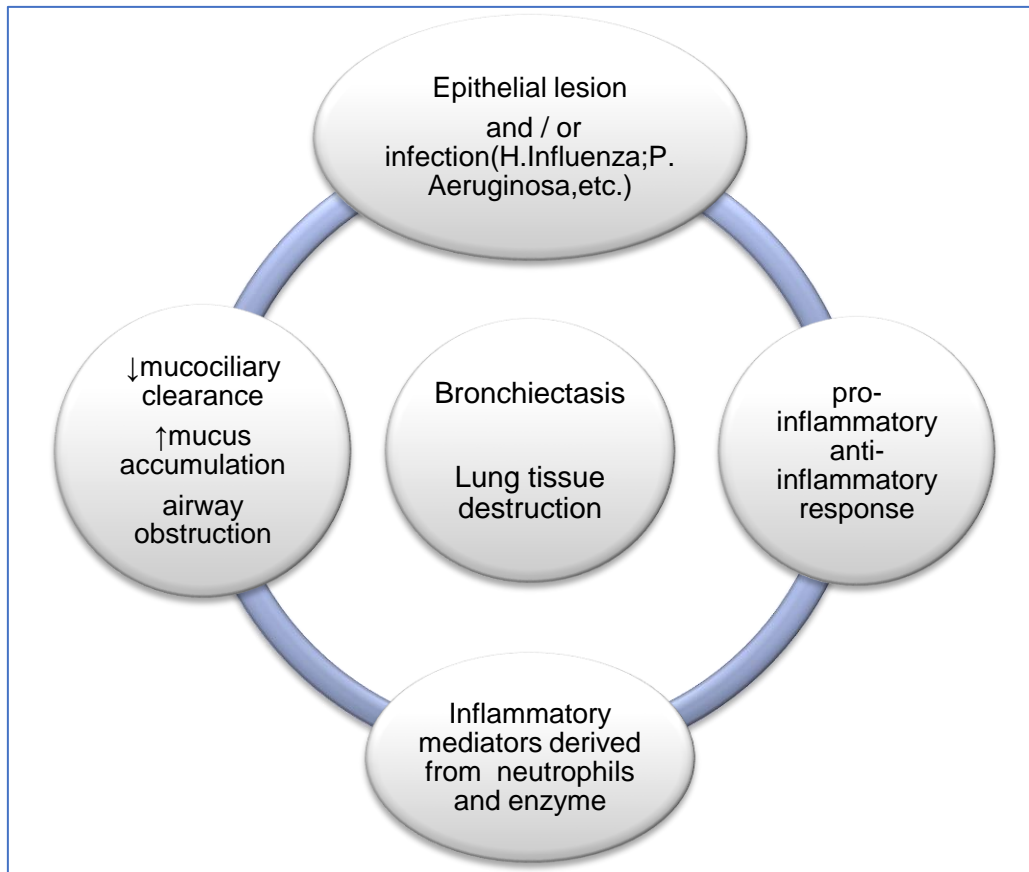 Epithelial lesion
and / or
infection(H.Influenza;P.
Aeruginosa,etc.)
↓mucociliary
clearance
↑mucus
accumulation
airway
obstruction
Bronchiectasis
Lung tissue
destruction
pro-
inflammatory
anti-
inflammatory
response
Inflammatory
mediators derived
from neutrophils
and enzyme